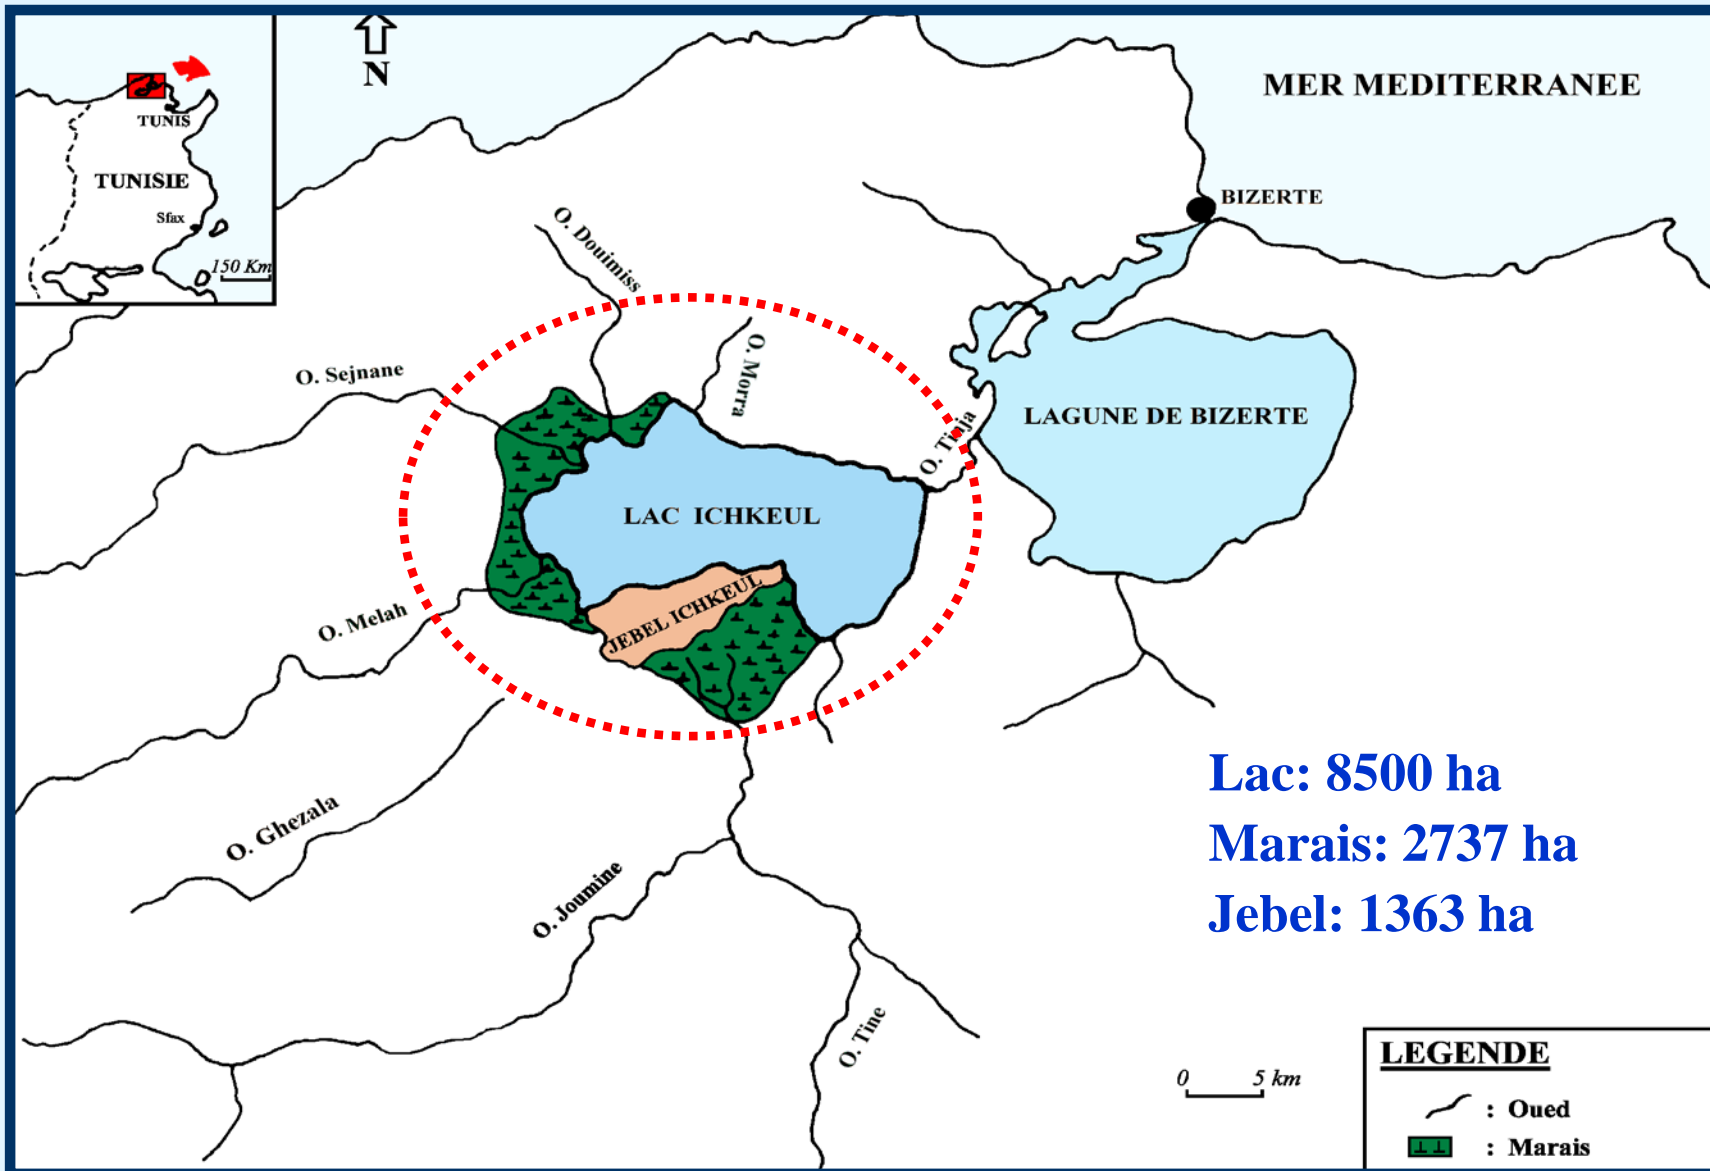 N
MER MEDITERRANEE
TUNIS
TUNISIE
Sfax
150 Km
BIZERTE
O. Douimiss
O. Morra
O. Sejnane
O. Tinja
LAGUNE DE BIZERTE
LAC ICHKEUL
JEBEL ICHKEUL
O. Melah
O. Ghezala
O. Joumine
O. Tine
Lac: 8500 ha
Marais: 2737 ha
Jebel: 1363 ha
0 5 km
LEGENDE
: Oued
: Marais